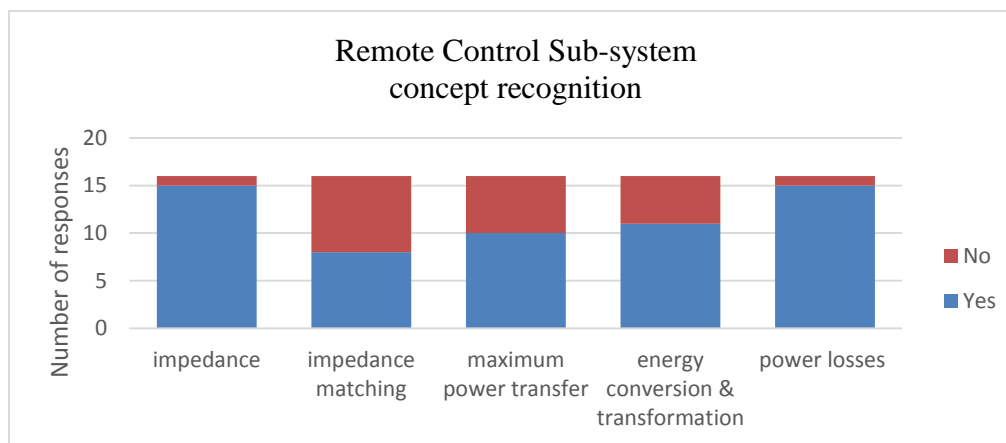 Remote Control Sub-system
concept recognition
Number of responses
20
15
10
5
0
impedance
impedance
matching
maximum
power transfer
energy
conversion &
transformation
power losses
No
Yes